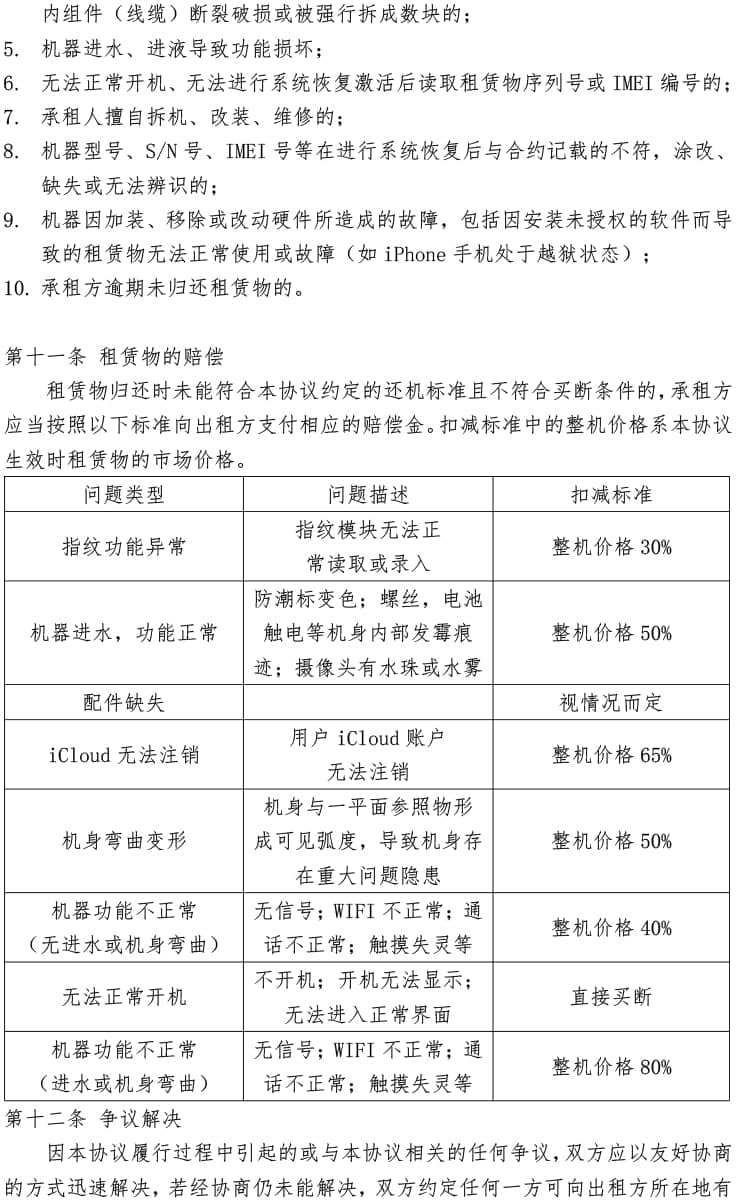 内组件（线缆）断裂破损或被强行拆成数块的；
5. 机器进水、进液导致功能损坏；
6. 无法正常开机、无法进行系统恢复激活后读取租赁物序列号或 IMEI 编号的；
7. 承租人擅自拆机、改装、维修的；
8. 机器型号、S/N 号、IMEI 号等在进行系统恢复后与合约记载的不符，涂改、
缺失或无法辨识的；
9. 机器因加装、移除或改动硬件所造成的故障，包括因安装未授权的软件而导
致的租赁物无法正常使用或故障（如 iPhone 手机处于越狱状态）；
10. 承租方逾期未归还租赁物的。
第十一条 租赁物的赔偿
租赁物归还时未能符合本协议约定的还机标准且不符合买断条件的，承租方
应当按照以下标准向出租方支付相应的赔偿金。扣减标准中的整机价格系本协议
生效时租赁物的市场价格。
问题类型 问题描述 扣减标准
指纹功能异常 指纹模块无法正
常读取或录入 整机价格 30%
机器进水，功能正常 防潮标变色；螺丝，电池
触电等机身内部发霉痕
迹；摄像头有水珠或水雾 整机价格 50%
配件缺失 视情况而定
iCloud 无法注销 用户 iCloud 账户
无法注销 整机价格 65%
机身弯曲变形 机身与一平面参照物形
成可见弧度，导致机身存
在重大问题隐患 整机价格 50%
机器功能不正常
（无进水或机身弯曲） 无信号；WIFI 不正常；通
话不正常；触摸失灵等 整机价格 40%
无法正常开机 不开机；开机无法显示；
无法进入正常界面 直接买断
机器功能不正常
（进水或机身弯曲） 无信号；WIFI 不正常；通
话不正常；触摸失灵等 整机价格 80%
第十二条 争议解决
因本协议履行过程中引起的或与本协议相关的任何争议，双方应以友好协商
的方式迅速解决，若经协商仍未能解决，双方约定任何一方可向出租方所在地有